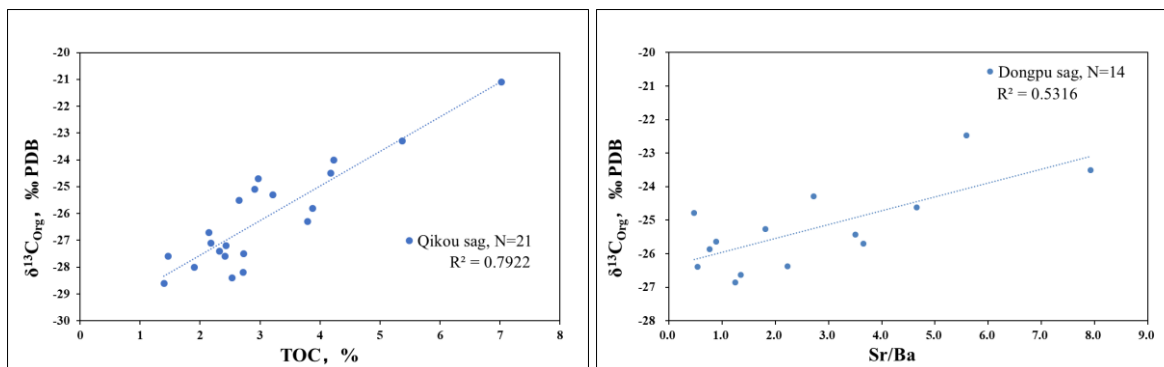 -20
-21
-22
-23
-24
-25
-26
-27
-28
-29
-30
δ¹³C_Org, ‰ PDB
Qikou sag, N=21
R² = 0.7922
0 1 2 3 4 5 6 7 8
TOC, %
-20
-21
-22
-23
-24
-25
-26
-27
-28
δ¹³C_Org, ‰ PDB
Dongpu sag, N=14
R² = 0.5316
0.0 1.0 2.0 3.0 4.0 5.0 6.0 7.0 8.0 9.0
Sr/Ba